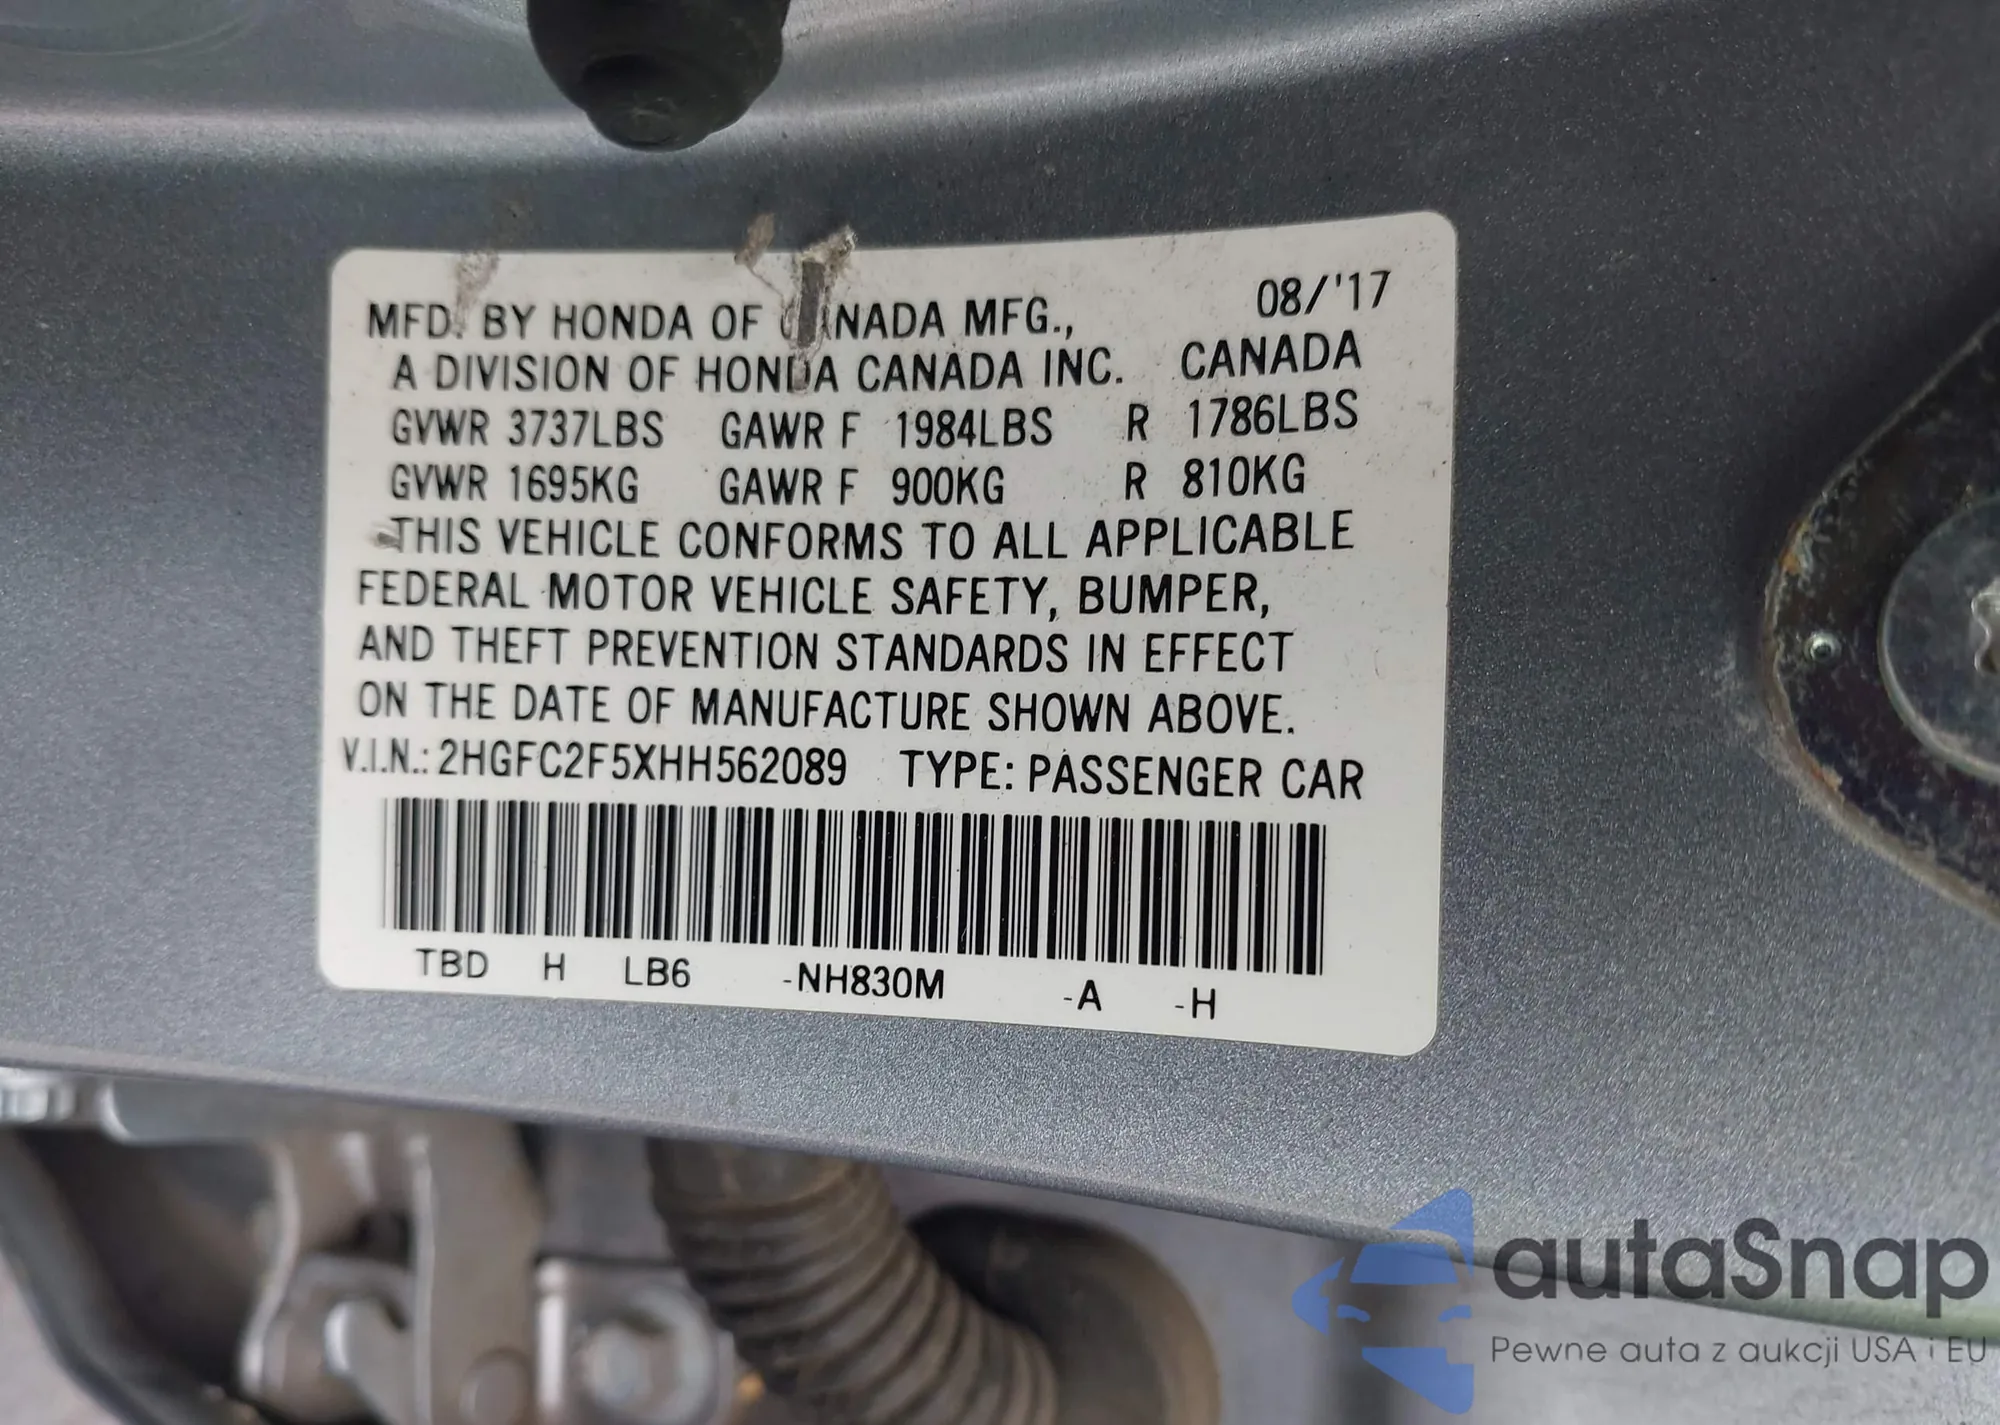 MFD. BY HONDA OF CANADA MFG., 08/'17
A DIVISION OF HONDA CANADA INC. CANADA
GVWR 3737LBS GAWR F 1984LBS R 1786LBS
GVWR 1695KG GAWR F 900KG R 810KG
THIS VEHICLE CONFORMS TO ALL APPLICABLE
FEDERAL MOTOR VEHICLE SAFETY, BUMPER,
AND THEFT PREVENTION STANDARDS IN EFFECT
ON THE DATE OF MANUFACTURE SHOWN ABOVE.
V.I.N.: 2HGFC2F5XHH562089 TYPE: PASSENGER CAR
TBD H LB6 -NH830M -A -H
autaSnap
Pewne auta z aukcji USA i EU